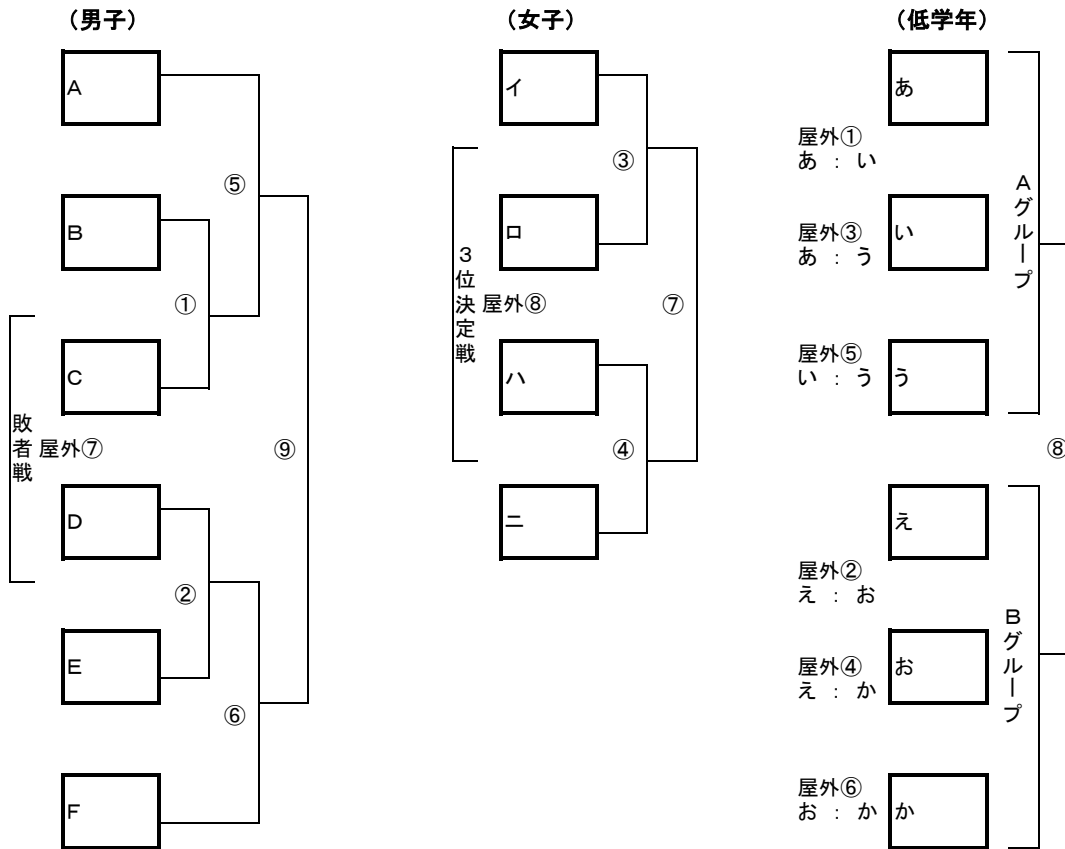 （男子）
A
⑤
B
①
C
敗者戦
屋外⑦
⑨
D
②
E
⑥
F
（女子）
イ
③
ロ
3位決定戦
屋外⑧
⑦
ハ
④
ニ
（低学年）
あ
屋外①
あ ： い
Aグループ
い
屋外③
あ ： う
屋外⑤
い ： う
う
⑧
え
屋外②
え ： お
Bグループ
お
屋外④
え ： か
屋外⑥
お ： か
か